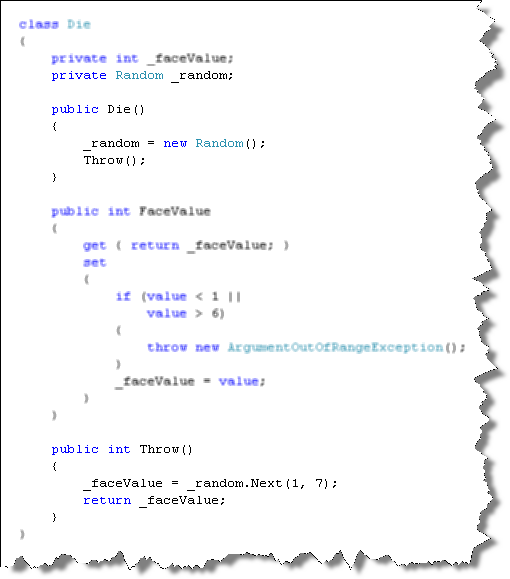 class Die
{
    private int _faceValue;
    private Random _random;

    public Die()
    {
        _random = new Random();
        Throw();
    }

    public int FaceValue
    {
        get { return _faceValue; }
        set
        {
            if (value < 1 ||
                value > 6)
            {
                throw new ArgumentOutOfRangeException();
            }
            _faceValue = value;
        }
    }

    public int Throw()
    {
        _faceValue = _random.Next(1, 7);
        return _faceValue;
    }
}